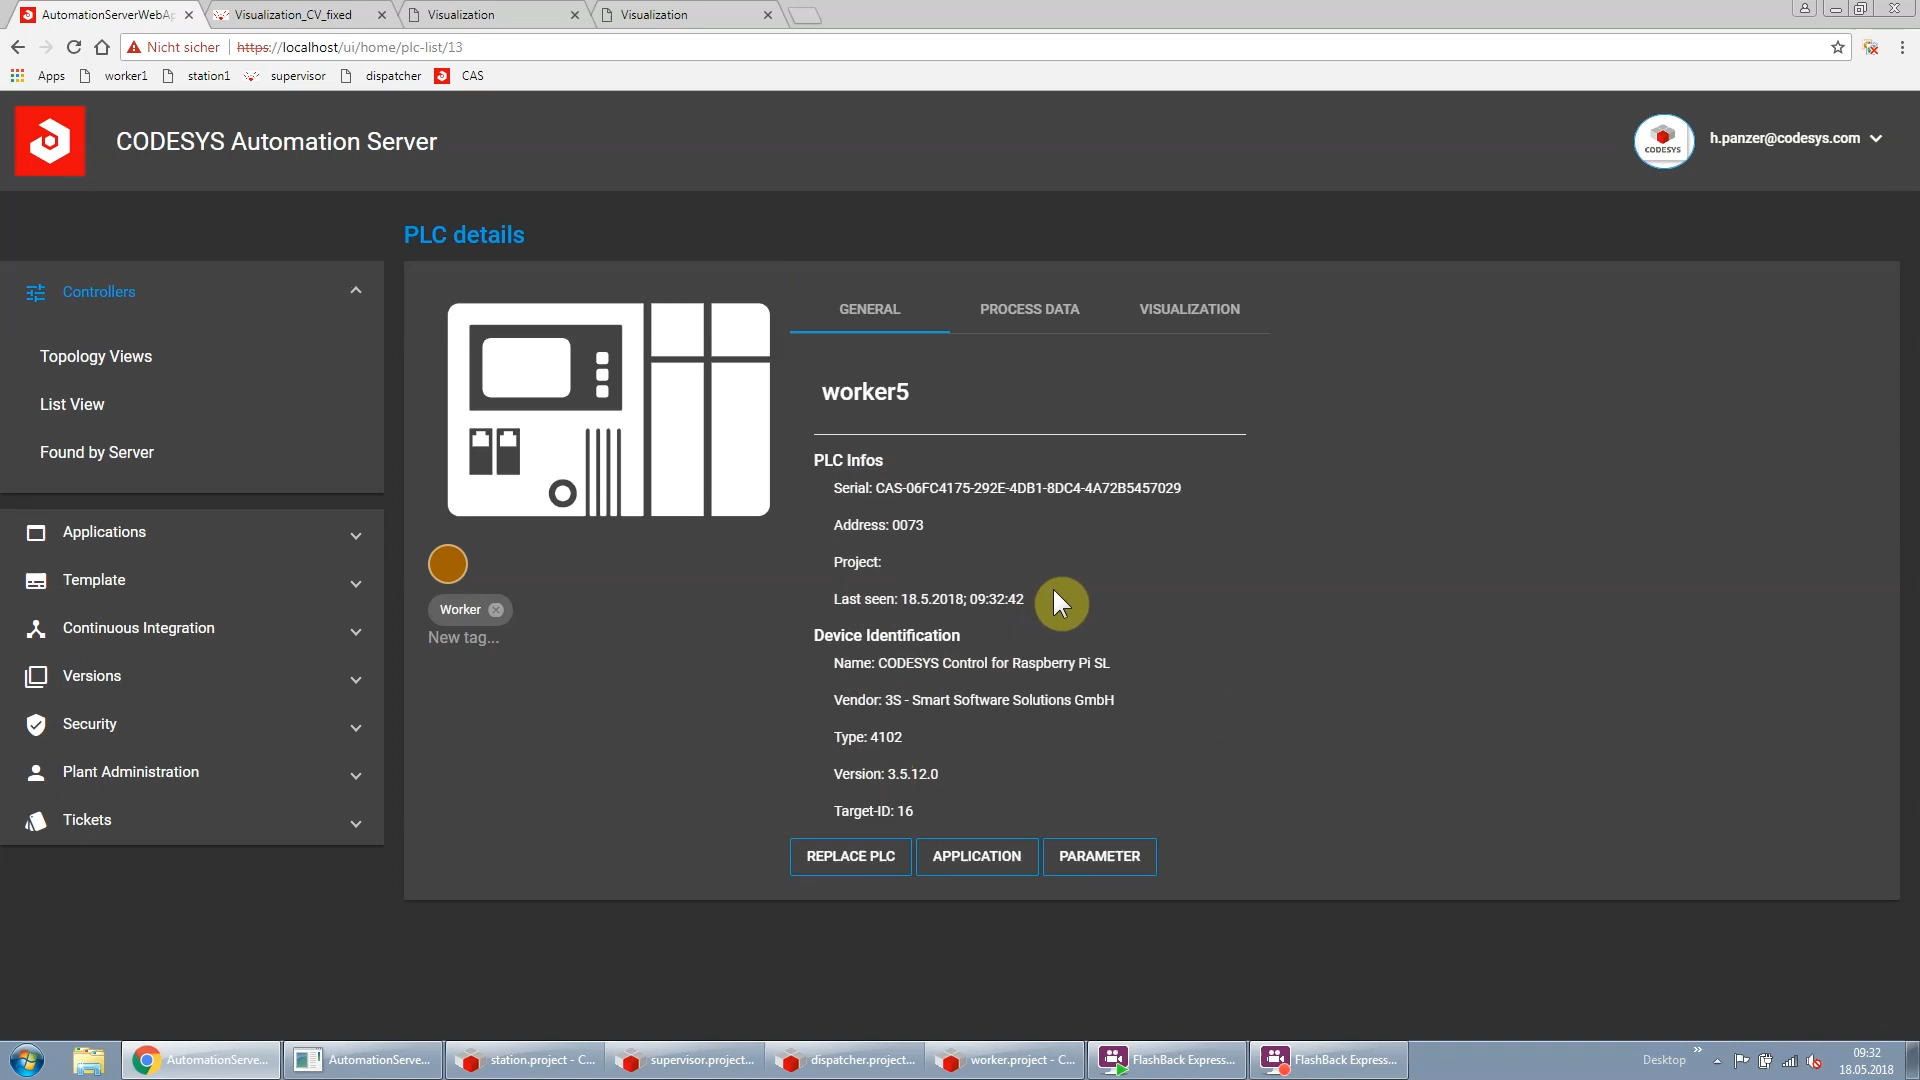 AutomationServerWebAp
Visualization_CV_fixed
Visualization
Visualization
Nicht sicher
https://localhost/ui/home/plc-list/13
Apps
worker1
station1
supervisor
dispatcher
CAS
CODESYS Automation Server
CODESYS
h.panzer@codesys.com
PLC details
Controllers
Topology Views
List View
Found by Server
Applications
Template
Continuous Integration
Versions
Security
Plant Administration
Tickets
Worker
New tag...
GENERAL
PROCESS DATA
VISUALIZATION
worker5
PLC Infos
Serial: CAS-06FC4175-292E-4DB1-8DC4-4A72B5457029
Address: 0073
Project:
Last seen: 18.5.2018; 09:32:42
Device Identification
Name: CODESYS Control for Raspberry Pi SL
Vendor: 3S - Smart Software Solutions GmbH
Type: 4102
Version: 3.5.12.0
Target-ID: 16
REPLACE PLC
APPLICATION
PARAMETER
AutomationServe...
AutomationServe...
station.project - C...
supervisor.project...
dispatcher.project...
worker.project - C...
FlashBack Express...
FlashBack Express...
Desktop
09:32
18.05.2018